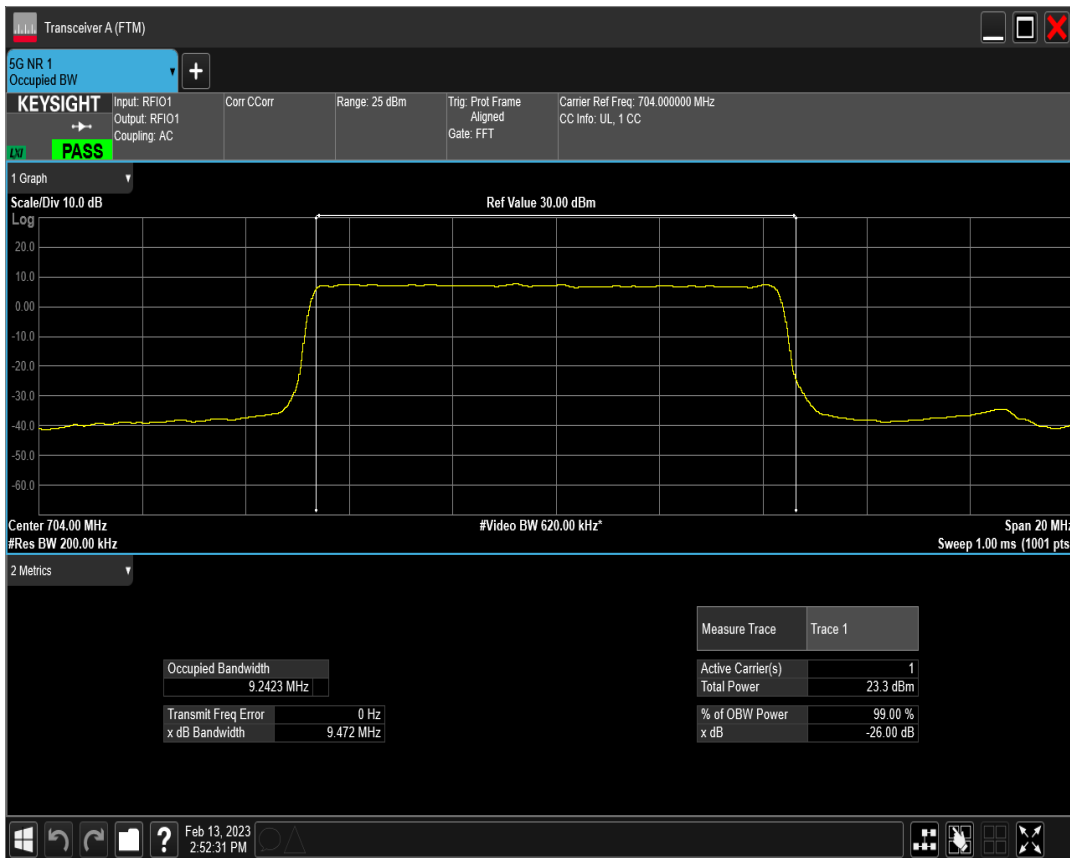 Transceiver A (FTM)
5G NR 1
Occupied BW
+
KEYSIGHT
LXI
PASS
Input: RFIO1
Output: RFIO1
Coupling: AC
Corr CCorr
Range: 25 dBm
Trig: Prot Frame
Aligned
Gate: FFT
Carrier Ref Freq: 704.000000 MHz
CC Info: UL, 1 CC
1 Graph
Scale/Div 10.0 dB
Ref Value 30.00 dBm
Log
20.0
10.0
0.00
-10.0
-20.0
-30.0
-40.0
-50.0
-60.0
Center 704.00 MHz
#Video BW 620.00 kHz*
Span 20 MHz
#Res BW 200.00 kHz
Sweep 1.00 ms (1001 pts
2 Metrics
Measure Trace Trace 1
Occupied Bandwidth
9.2423 MHz
Active Carrier(s) 1
Total Power 23.3 dBm
Transmit Freq Error 0 Hz
x dB Bandwidth 9.472 MHz
% of OBW Power 99.00 %
x dB -26.00 dB
?
Feb 13, 2023
2:52:31 PM